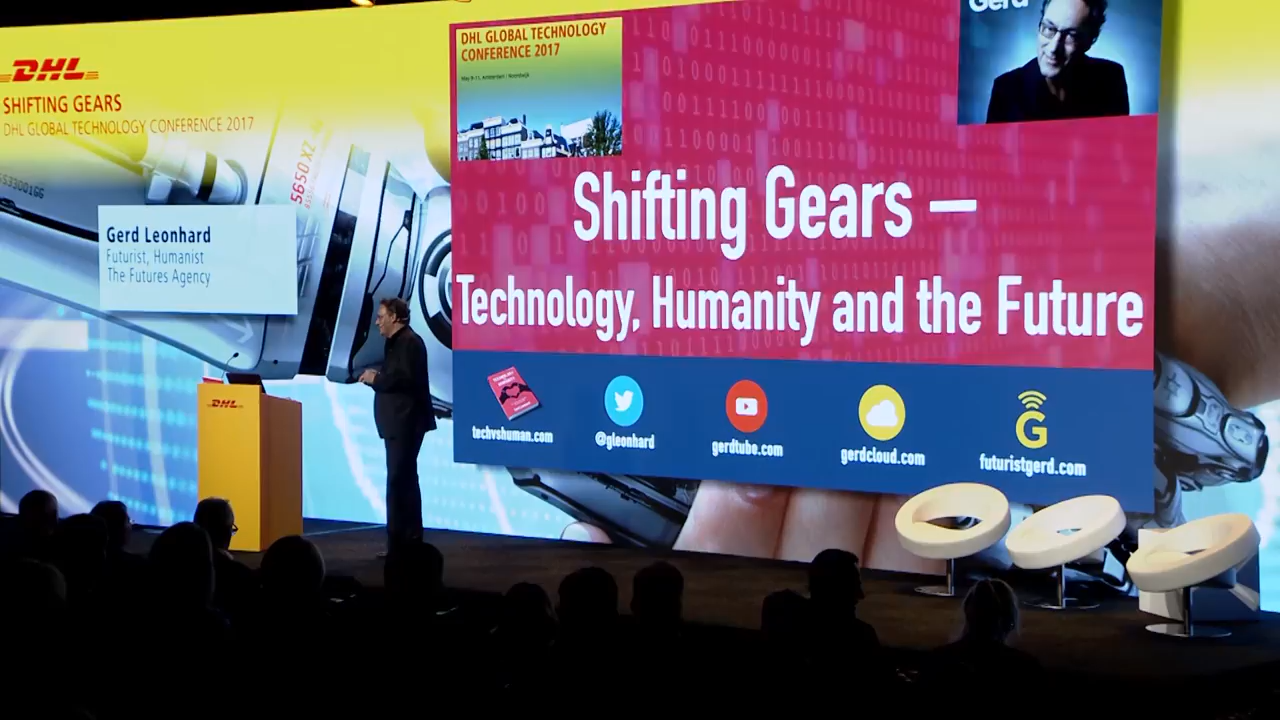 DHL
SHIFTING GEARS
DHL GLOBAL TECHNOLOGY CONFERENCE 2017
5650 XZ
Gerd Leonhard
Futurist, Humanist
The Futures Agency
DHL
DHL GLOBAL TECHNOLOGY
CONFERENCE 2017
Gerd
Shifting Gears –
Technology, Humanity and the Future
techvshuman.com
@gleonhard
gerdtube.com
gerdcloud.com
G
futuristgerd.com